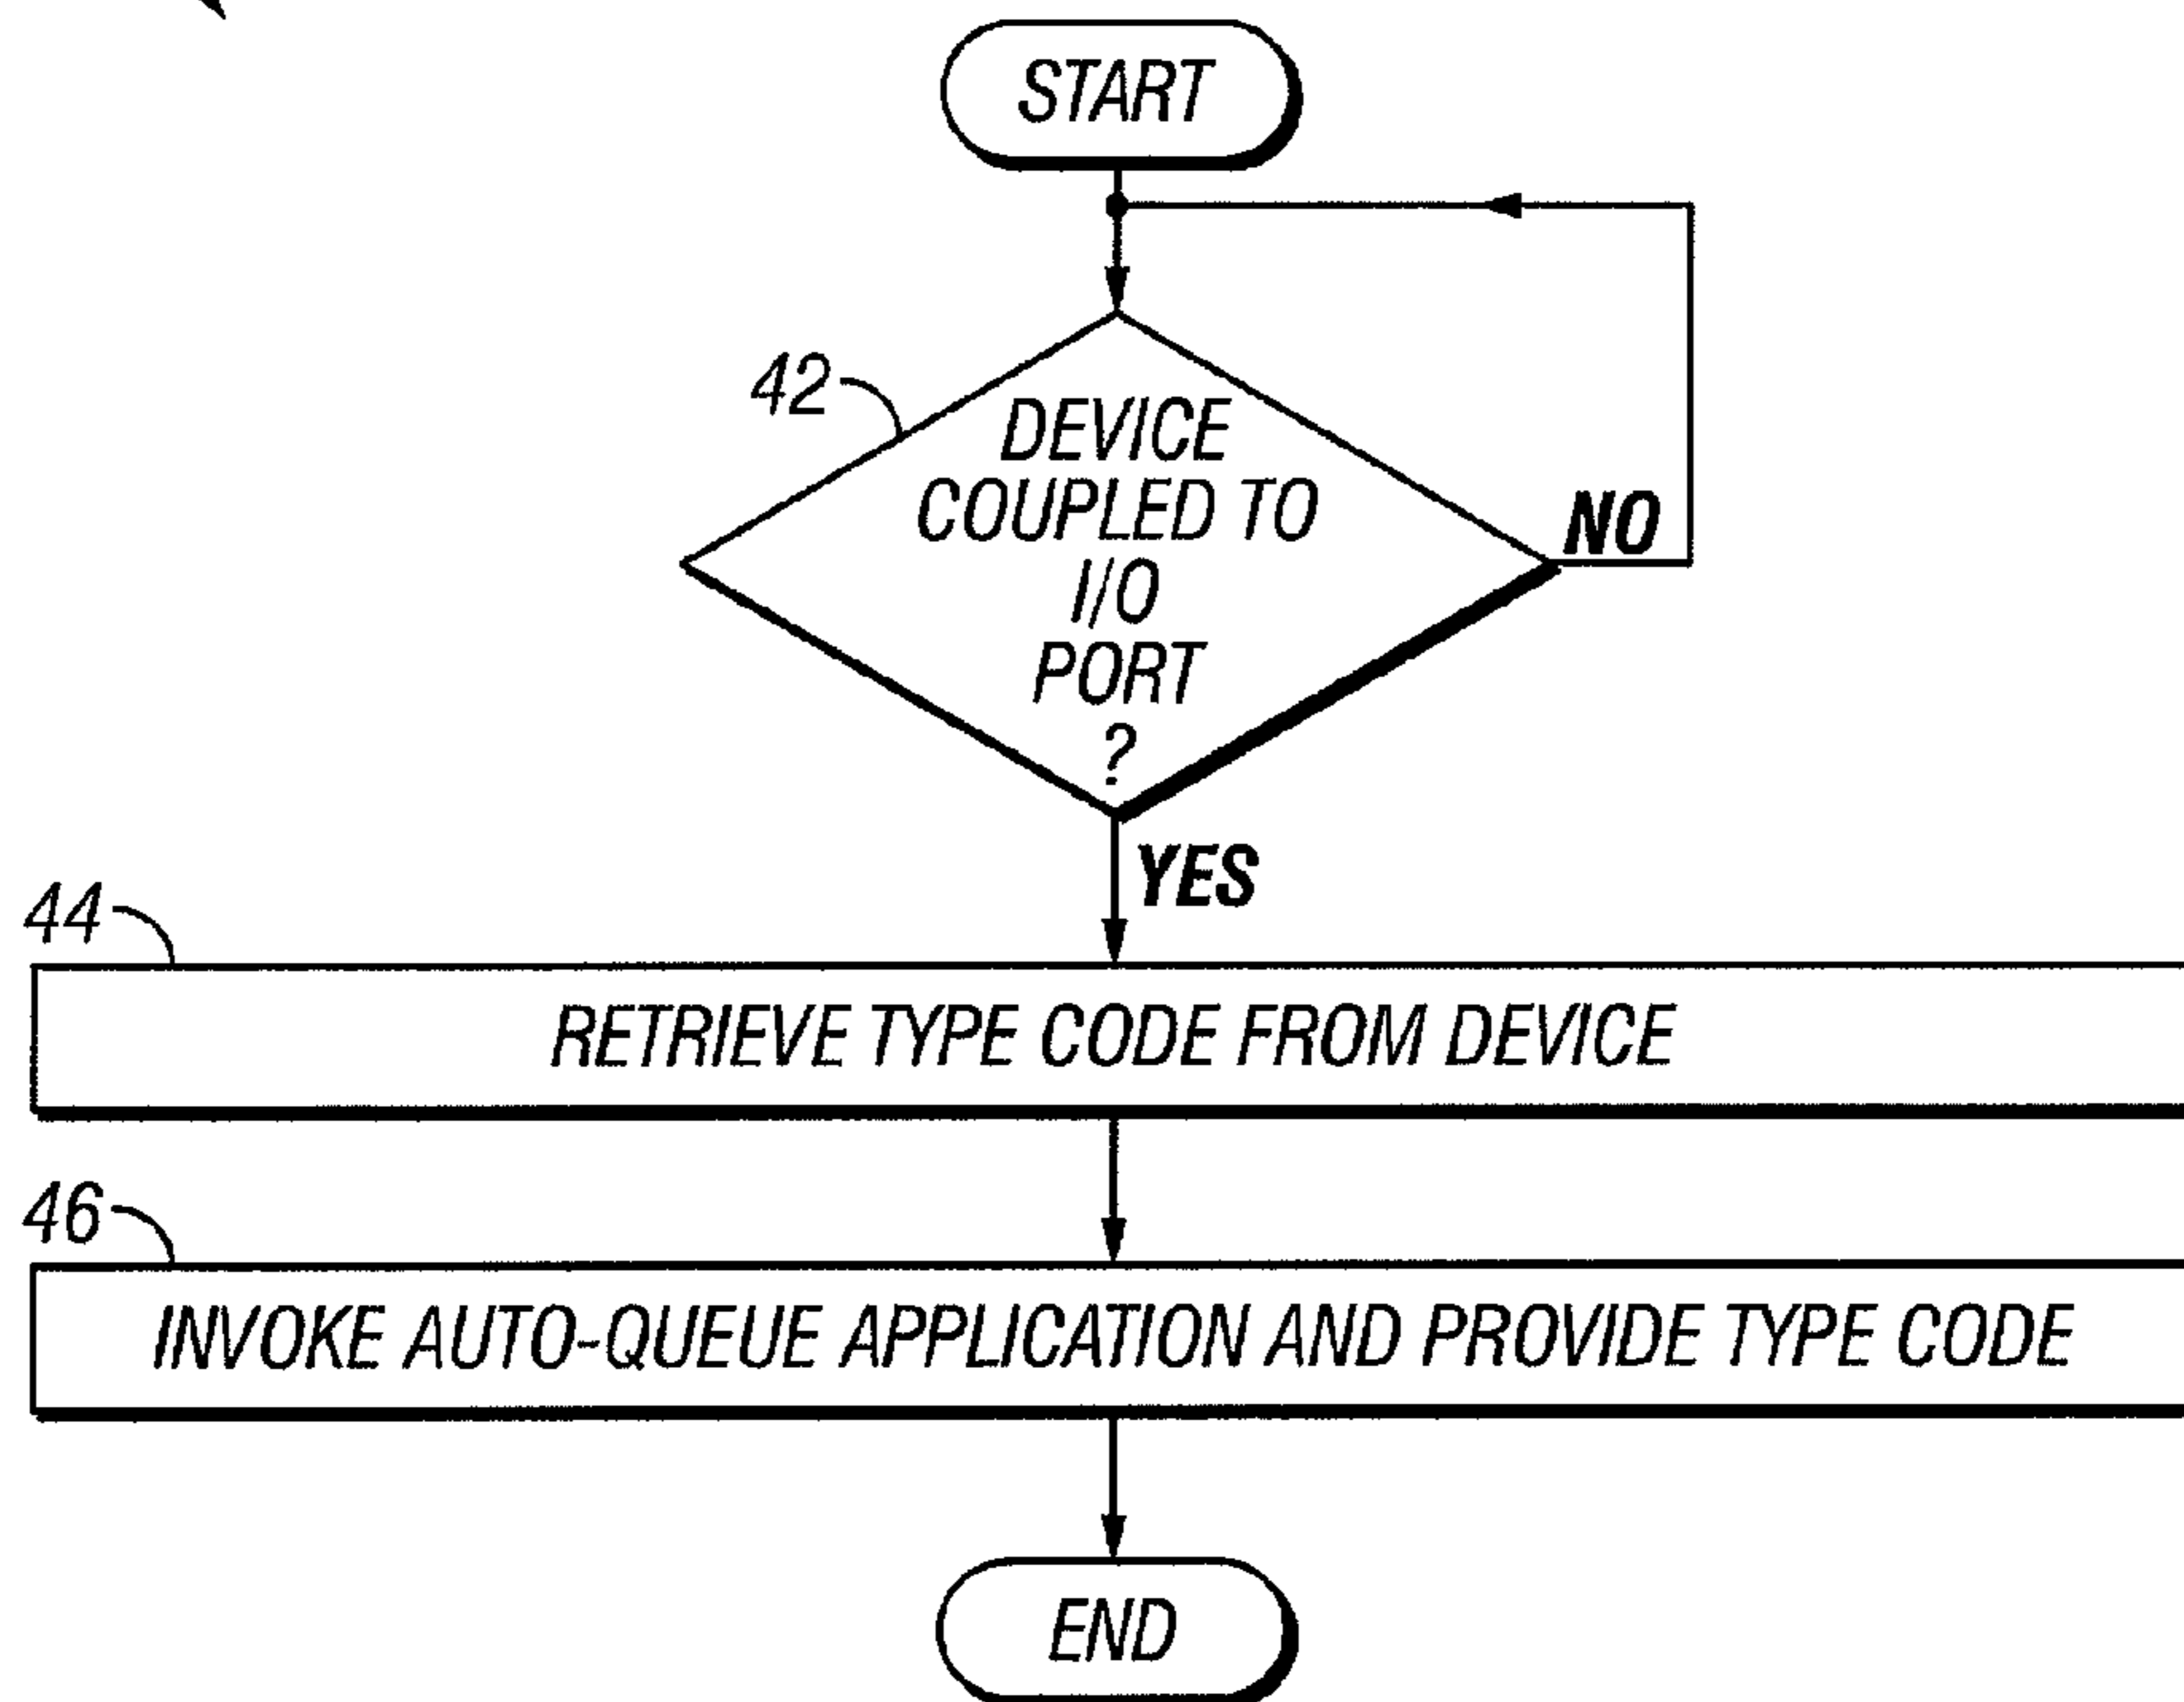 START
42
DEVICE
COUPLED TO
I/O
PORT
?
NO
YES
44
RETRIEVE TYPE CODE FROM DEVICE
46
INVOKE AUTO-QUEUE APPLICATION AND PROVIDE TYPE CODE
END